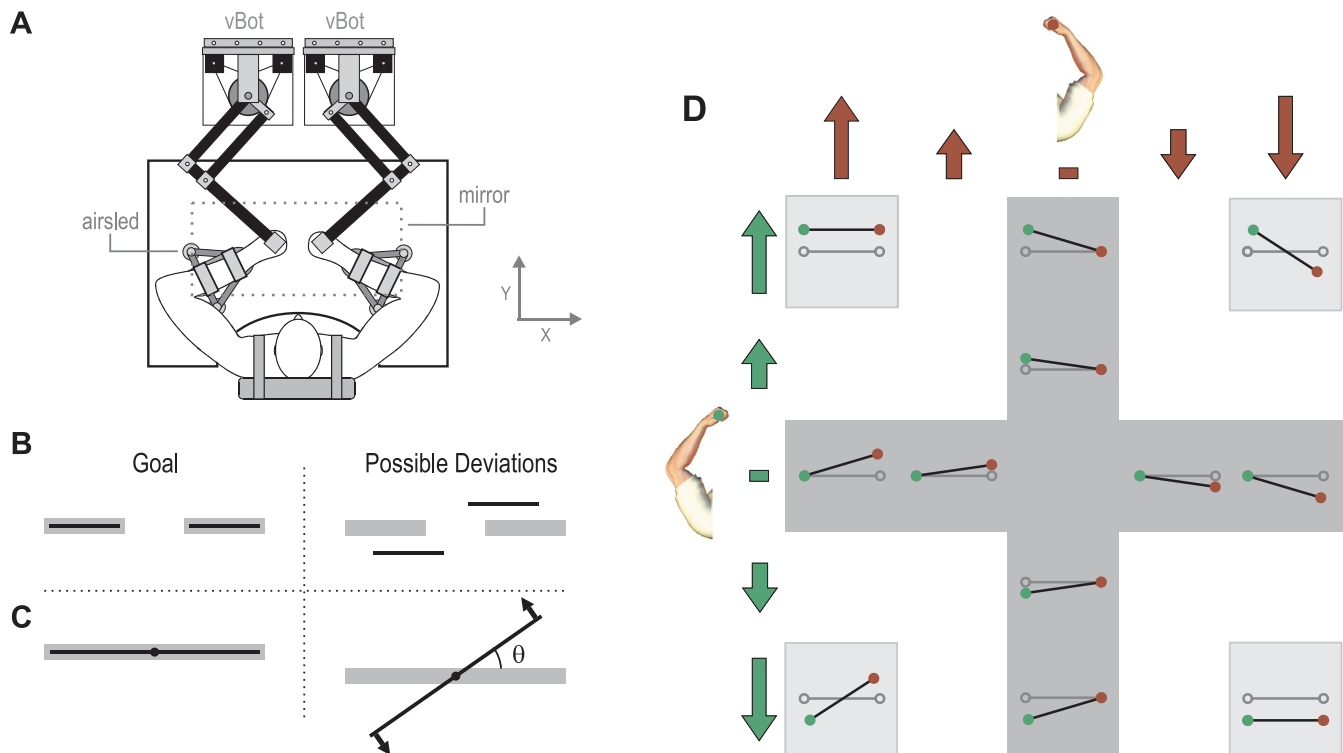 A
vBot vBot
airsled
mirror
Y
X
B
Goal
Possible Deviations
C
θ
D